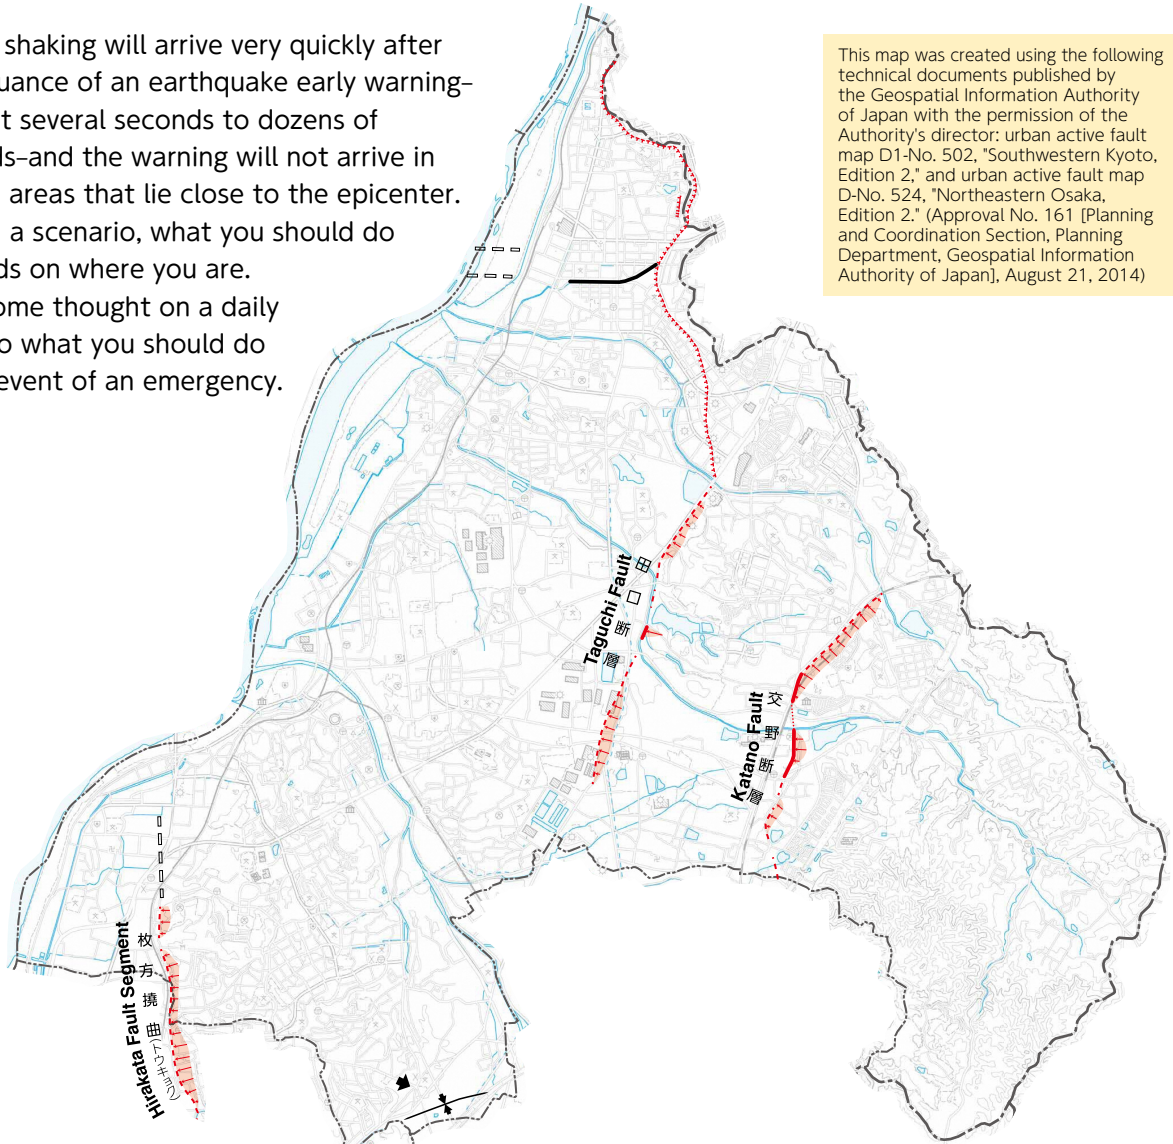 shaking will arrive very quickly after
uance of an earthquake early warning–
t several seconds to dozens of
ds–and the warning will not arrive in
areas that lie close to the epicenter.
a scenario, what you should do
ds on where you are.
ome thought on a daily
o what you should do
event of an emergency.
This map was created using the following
technical documents published by
the Geospatial Information Authority
of Japan with the permission of the
Authority's director: urban active fault
map D1-No. 502, "Southwestern Kyoto,
Edition 2," and urban active fault map
D-No. 524, "Northeastern Osaka,
Edition 2." (Approval No. 161 [Planning
and Coordination Section, Planning
Department, Geospatial Information
Authority of Japan], August 21, 2014)
Taguchi Fault
田口断層
Katano Fault
交野断層
Hirakata Fault Segment
枚方撓曲(トウキョク)